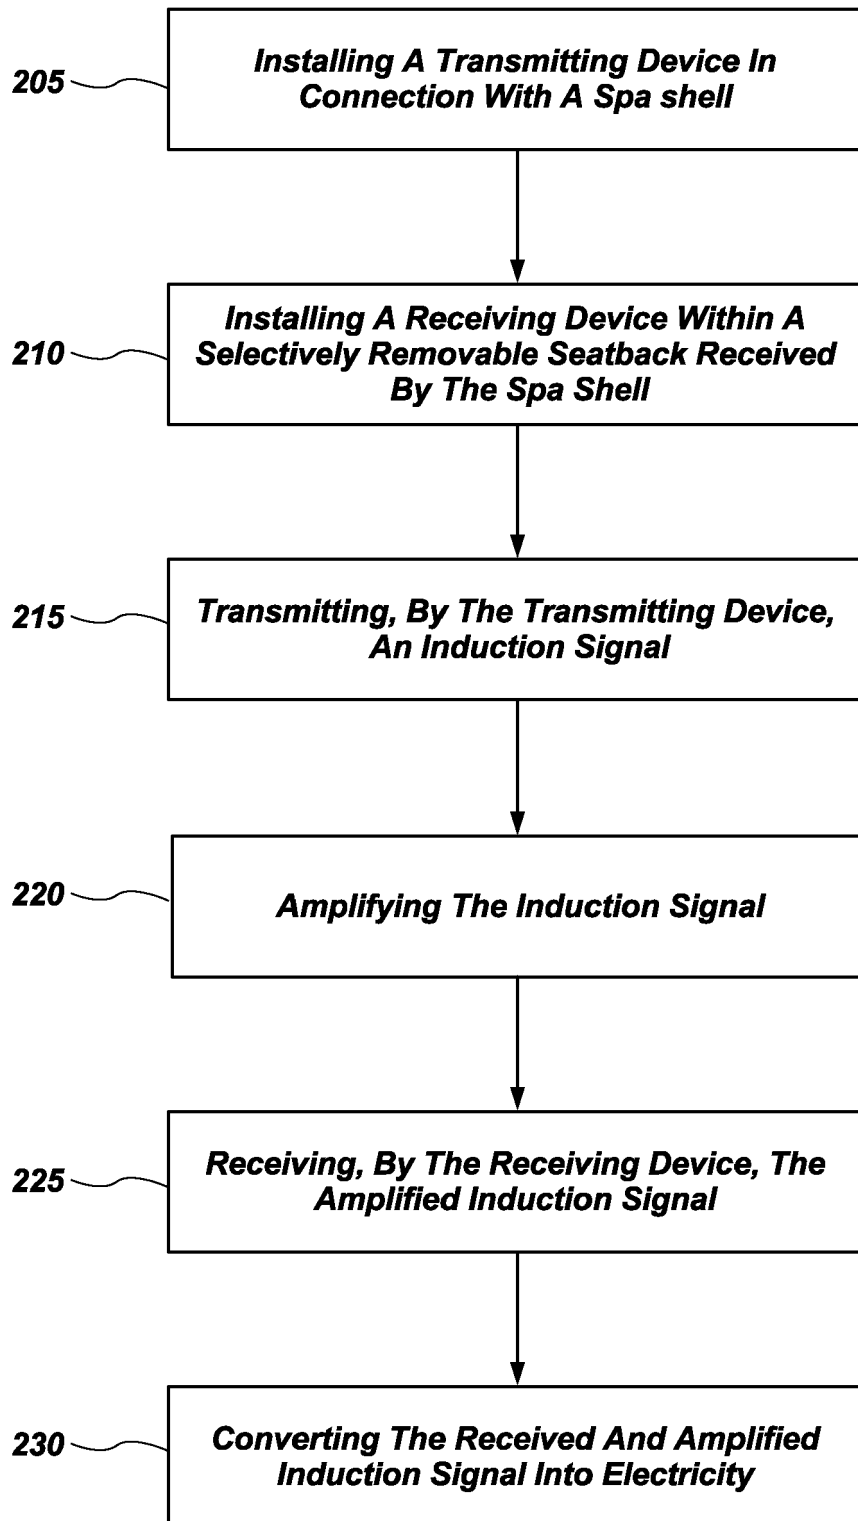 205
Installing A Transmitting Device In
Connection With A Spa shell
210
Installing A Receiving Device Within A
Selectively Removable Seatback Received
By The Spa Shell
215
Transmitting, By The Transmitting Device,
An Induction Signal
220
Amplifying The Induction Signal
225
Receiving, By The Receiving Device, The
Amplified Induction Signal
230
Converting The Received And Amplified
Induction Signal Into Electricity